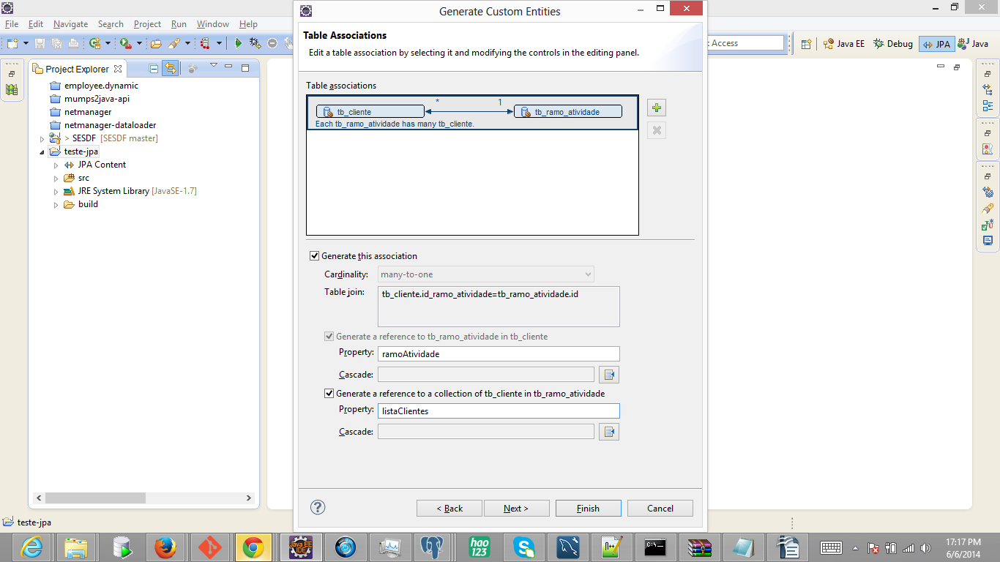 Generate Custom Entities
File Edit Navigate Search Project Run Window Help
Access
Java EE
Debug
JPA
Java
Project Explorer
employee.dynamic
mumps2java-api
netmanager
netmanager-dataloader
> SESDF [SESDF master]
teste-jpa
JPA Content
src
JRE System Library [JavaSE-1.7]
build
Table Associations
Edit a table association by selecting it and modifying the controls in the editing panel.
Table associations
* 1
tb_cliente tb_ramo_atividade
Each tb_ramo_atividade has many tb_cliente.
Generate this association
Cardinality: many-to-one
Table join: tb_cliente.id_ramo_atividade=tb_ramo_atividade.id
Generate a reference to tb_ramo_atividade in tb_cliente
Property: ramoAtividade
Cascade:
Generate a reference to a collection of tb_cliente in tb_ramo_atividade
Property: listaClientes
Cascade:
? < Back Next > Finish Cancel
teste-jpa
Java EE
IDE
hao
123
C:\_
17:17 PM
6/6/2014